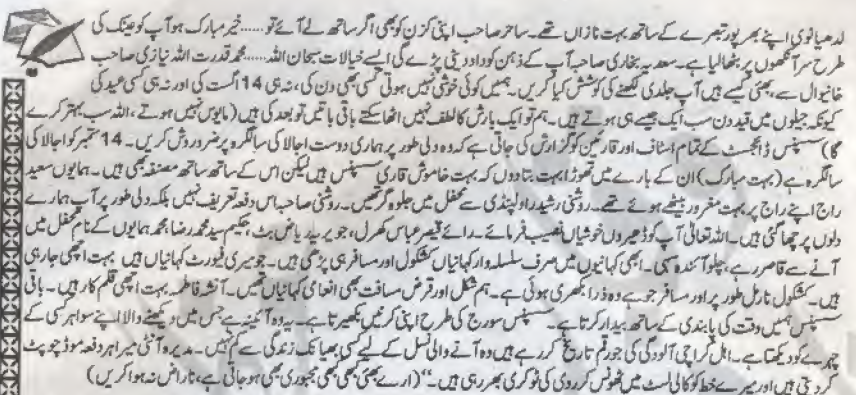 لدھیانوی اپنے بھرپور تبصرے کے ساتھ بہت نازاں تھے۔ ساحر صاحب اپنی کزن کو بھی اگر ساتھ لے آئے تو ...... خیر مبارک ہو آپ کو عینک کی
طرح سر آنکھوں پر بٹھالیا ہے۔ سعدیہ بخاری صاحبہ آپ کے ذہن کو داد دینی پڑے گی ایسے خیالات سبحان اللہ ...... محمد قدرت اللہ نیازی صاحب
خانیوال سے، بھئی کیسے ہیں آپ جلدی لکھنے کی کوشش کیا کریں۔ ہمیں کوئی خوشی نہیں ہوتی کسی بھی دن کی، نہ ہی 14 اگست کی اور نہ ہی عید کی
کیونکہ جیلوں میں قید دن سب ایک جیسے ہی ہوتے ہیں۔ ہم تو ایک بارش کا لطف نہیں اٹھا سکتے باقی باتیں تو بعد کی ہیں (مایوس نہیں ہوتے، اللہ سب بہتر کرے
گا) سسپنس ڈائجسٹ کے تمام اسٹاف اور قارئین کو گزارش کی جاتی ہے کہ وہ دلی طور پر ہماری دوست اجالا کی سالگرہ پر ضرور وش کریں۔ 14 ستمبر کو اجالا کی
سالگرہ ہے (بہت مبارک) ان کے بارے میں تھوڑا بہت بتادوں کہ بہت خاموش قاری سسپنس ہیں لیکن اس کے ساتھ ساتھ مصنفہ بھی ہیں۔ ہمایوں سعید
راج اپنے راج پر بہت مغرور بیٹھے ہوئے تھے۔ روشنی رشید راولپنڈی سے محفل میں جلوہ گر تھیں۔ روشنی صاحبہ اس دفعہ تعریف نہیں بلکہ دلی طور پر آپ ہمارے
دلوں پر چھا گئی ہیں۔ اللہ تعالیٰ آپ کو ڈھیروں خوشیاں نصیب فرمائے۔ رائے قیصر عباس کھرل، جویریہ ریاض بٹ، حکیم سید محمد رضا، محمد ہمایوں کے نام محفل میں
آنے سے قاصر رہے، چلو آئندہ سہی۔ ابھی کہانیوں میں صرف سلسلہ وار کہانیاں کشکول اور مسافر ہی پڑھی ہیں۔ جو میری فیورٹ کہانیاں ہیں بہت اچھی جارہی
ہیں۔ کشکول نارمل طور پر اور مسافر جو ہے وہ ذرا بکھری ہوئی ہے۔ ہم شکل اور قرض مسافت بھی انعامی کہانیاں تھیں۔ آئشہ فاطمہ بہت اچھی قلم کار ہیں۔ باقی
سسپنس ہمیں وقت کی پابندی کے ساتھ بیدار کرتا ہے۔ سسپنس سورج کی طرح اپنی کرنیں بکھیرتا ہے۔ یہ وہ آئینہ ہے جس میں دیکھنے والا اپنے سوا ہر کسی کے
چہرے کو دیکھتا ہے۔ اہل کراچی آلودگی کی جو رقم تاریخ کر رہے ہیں وہ آنے والی نسل کے لیے کسی بھیانک زندگی سے کم نہیں۔ مدیرہ آنٹی میرا ہر دفعہ موڈ چوپٹ
کر دیتی ہیں اور میرے خط کو کالی لسٹ میں ٹھونس کر ردی کی ٹوکری بھر رہی ہیں۔‘‘ (ارے بھئی کبھی کبھی مجبوری بھی ہوجاتی ہے، ناراض نہ ہوا کریں)